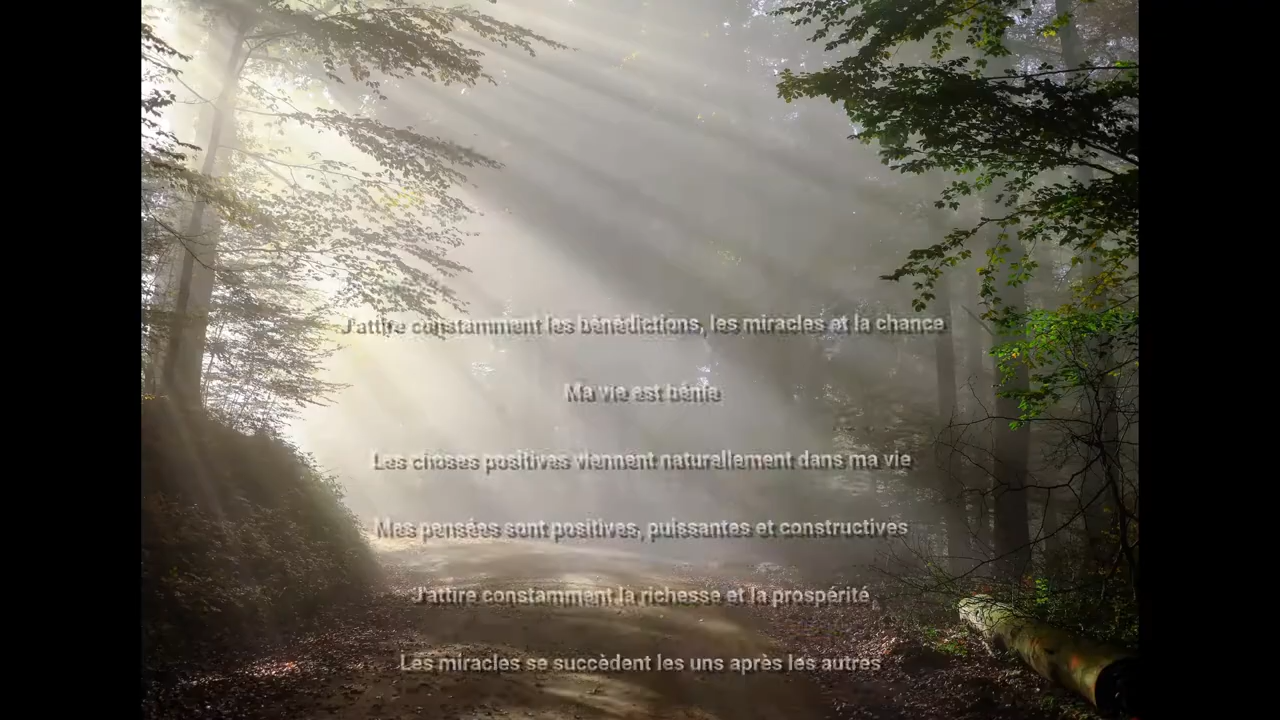 J'attire constamment les bénédictions, les miracles et la chance
Ma vie est bénie
Les choses positives viennent naturellement dans ma vie
Mes pensées sont positives, puissantes et constructives
J'attire constamment la richesse et la prospérité
Les miracles se succèdent les uns après les autres